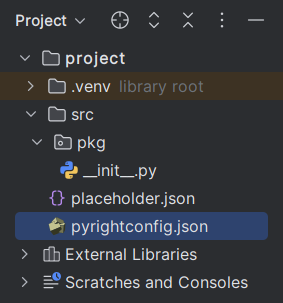 Project
project
.venv library root
src
pkg
__init__.py
placeholder.json
pyrightconfig.json
External Libraries
Scratches and Consoles